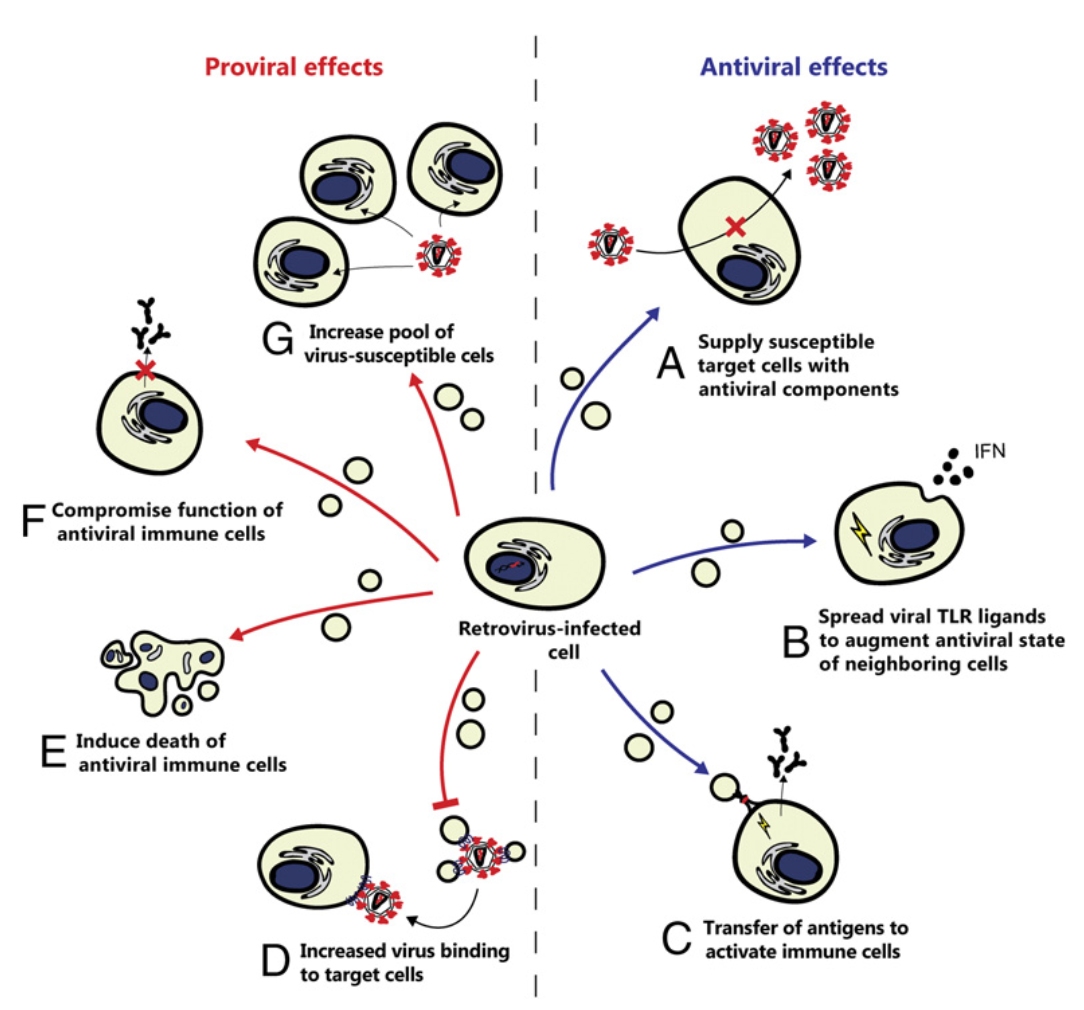 Proviral effects
Antiviral effects
G Increase pool of
virus-susceptible cels
A Supply susceptible
target cells with
antiviral components
IFN
F Compromise function of
antiviral immune cells
Retrovirus-infected
cell
B Spread viral TLR ligands
to augment antiviral state
of neighboring cells
E Induce death of
antiviral immune cells
D Increased virus binding
to target cells
C Transfer of antigens to
activate immune cells